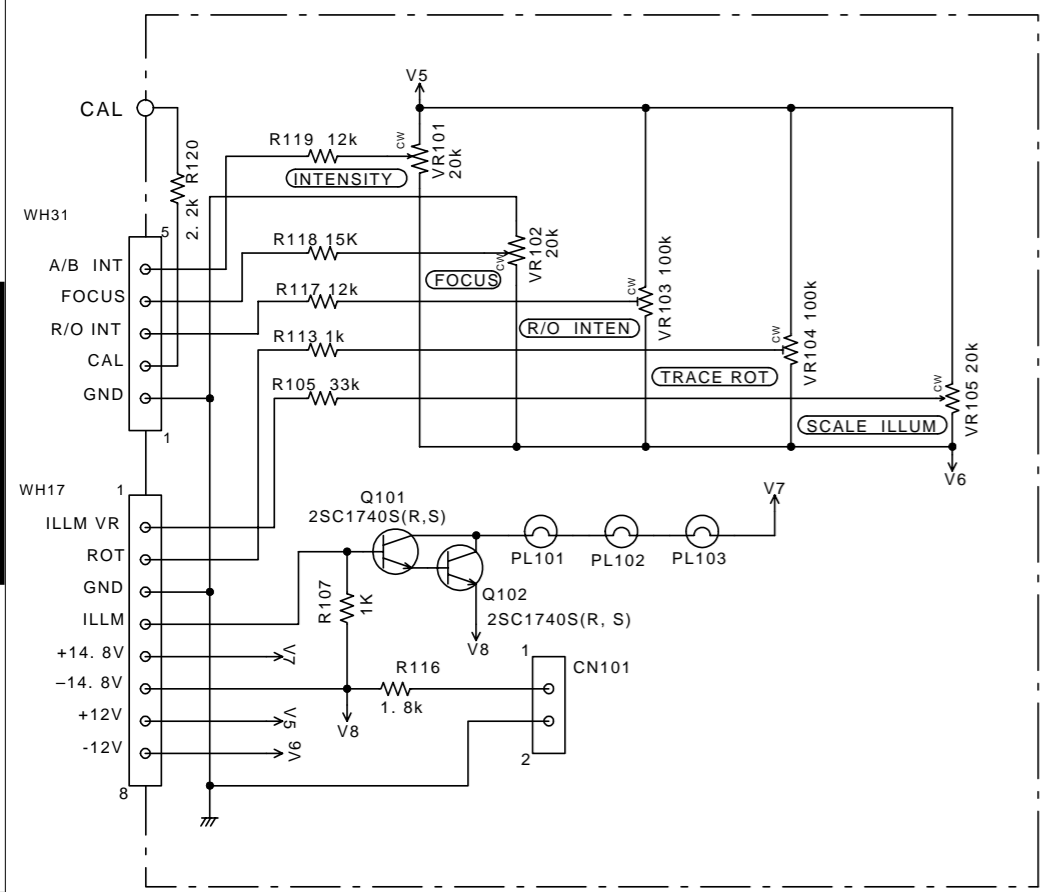 V5
CAL
R119 12k
CW
VR101
20k
INTENSITY
R120
2. 2k
WH31
5
A/B INT
FOCUS
R/O INT
CAL
GND
1
R118 15K
CW
VR102
20k
FOCUS
R117 12k
CW
VR103 100k
R/O INTEN
R113 1k
CW
VR104 100k
TRACE ROT
R105 33k
CW
VR105 20k
SCALE ILLUM
V6
WH17
1
ILLM VR
ROT
GND
ILLM
+14. 8V
–14. 8V
+12V
-12V
8
Q101
2SC1740S(R,S)
V7
PL101
PL102
PL103
R107
1K
Q102
2SC1740S(R, S)
V8
V7
R116
1. 8k
V8
V5
V6
1
CN101
2